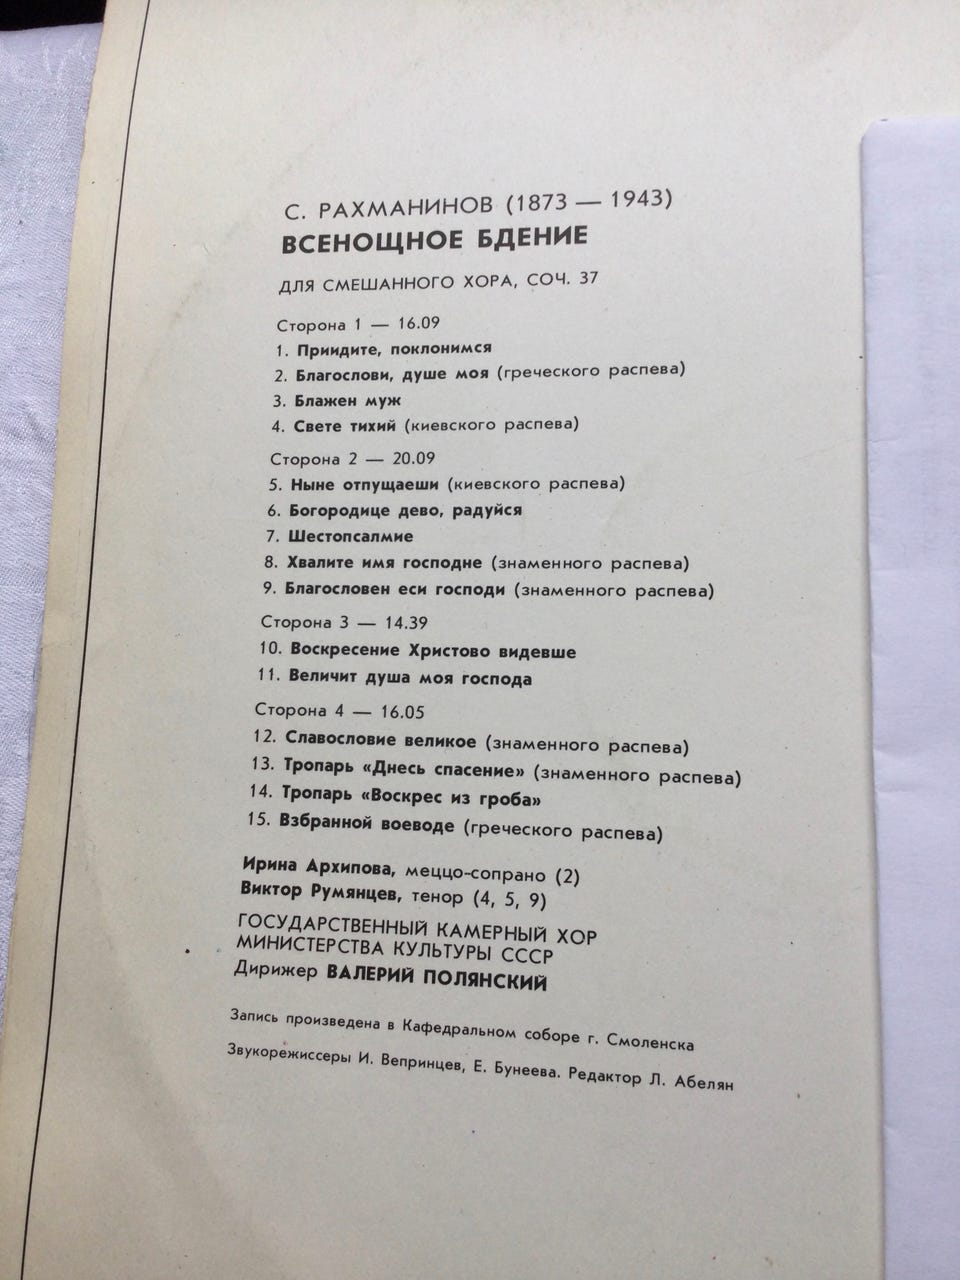 С. РАХМАНИНОВ (1873 — 1943)
ВСЕНОЩНОЕ БДЕНИЕ
ДЛЯ СМЕШАННОГО ХОРА, СОЧ. 37
Сторона 1 — 16.09
1. Приидите, поклонимся
2. Благослови, душе моя (греческого распева)
3. Блажен муж
4. Свете тихий (киевского распева)
Сторона 2 — 20.09
5. Ныне отпущаеши (киевского распева)
6. Богородице дево, радуйся
7. Шестопсалмие
8. Хвалите имя господне (знаменного распева)
9. Благословен еси господи (знаменного распева)
Сторона 3 — 14.39
10. Воскресение Христово видевше
11. Величит душа моя господа
Сторона 4 — 16.05
12. Славословие великое (знаменного распева)
13. Тропарь «Днесь спасение» (знаменного распева)
14. Тропарь «Воскрес из гроба»
15. Взбранной воеводе (греческого распева)
Ирина Архипова, меццо-сопрано (2)
Виктор Румянцев, тенор (4, 5, 9)
ГОСУДАРСТВЕННЫЙ КАМЕРНЫЙ ХОР
МИНИСТЕРСТВА КУЛЬТУРЫ СССР
Дирижер ВАЛЕРИЙ ПОЛЯНСКИЙ
Запись произведена в Кафедральном соборе г. Смоленска
Звукорежиссеры И. Вепринцев, Е. Бунеева. Редактор Л. Абелян